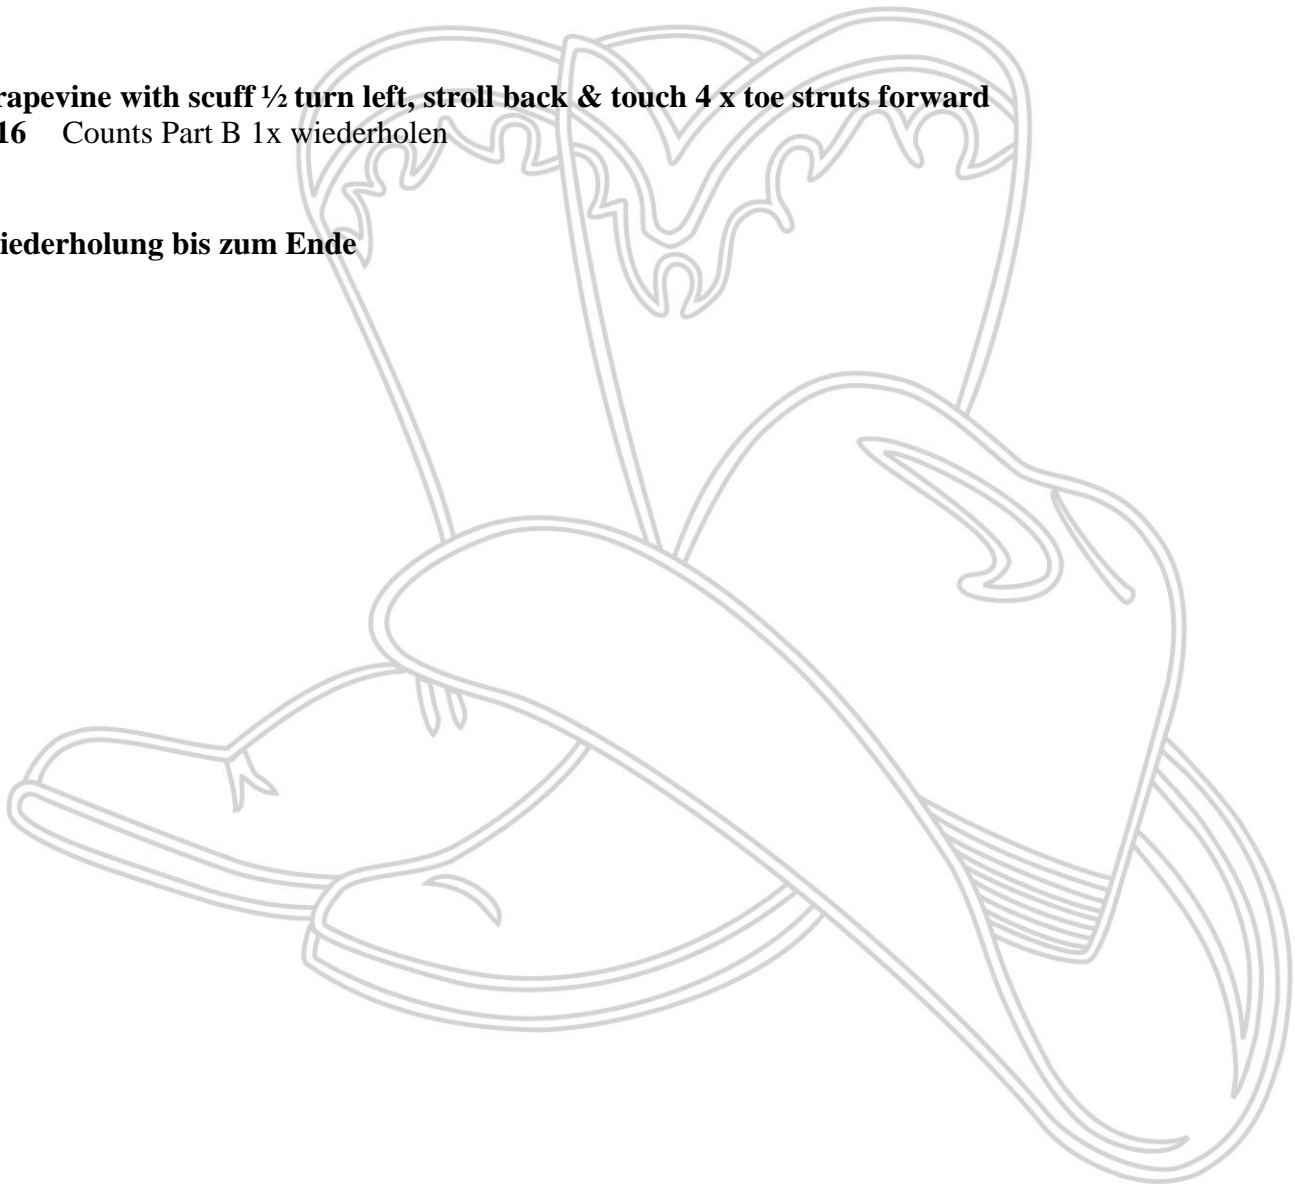 rapevine with scuff ½ turn left, stroll back & touch 4 x toe struts forward
16 Counts Part B 1x wiederholen
iederholung bis zum Ende